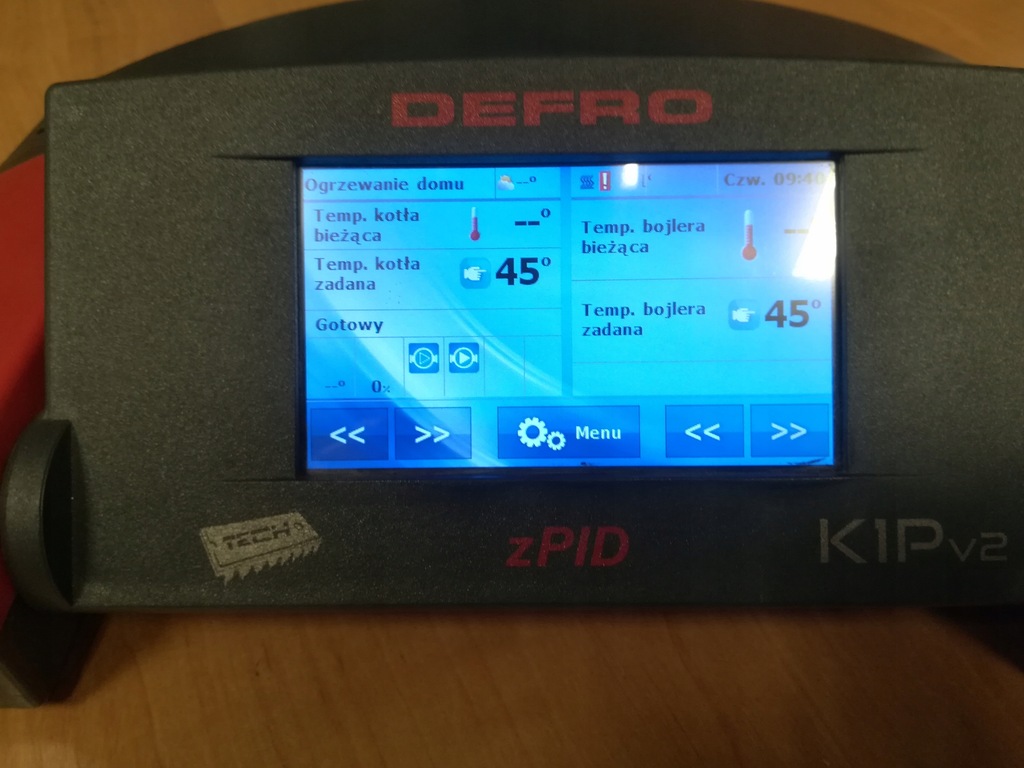 DEFRO
Ogrzewanie domu
--°
Czw. 09:40
Temp. kotła
bieżąca
--°
Temp. kotła
zadana
45°
Gotowy
--°
0%
Temp. bojlera
bieżąca
--
Temp. bojlera
zadana
45°
<<
>>
Menu
<<
>>
TECH
zPID
K1Pv2